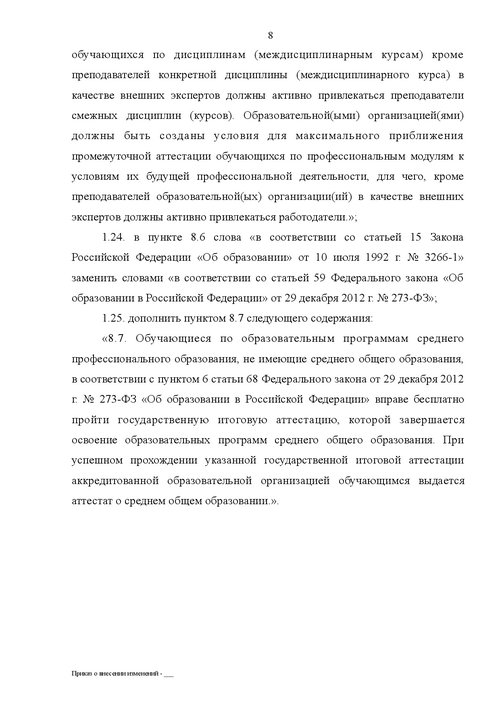 8
обучающихся по дисциплинам (междисциплинарным курсам) кроме
преподавателей конкретной дисциплины (междисциплинарного курса) в
качестве внешних экспертов должны активно привлекаться преподаватели
смежных дисциплин (курсов). Образовательной(ыми) организацией(ями)
должны быть созданы условия для максимального приближения
промежуточной аттестации обучающихся по профессиональным модулям к
условиям их будущей профессиональной деятельности, для чего, кроме
преподавателей образовательной(ых) организации(ий) в качестве внешних
экспертов должны активно привлекаться работодатели.»;
1.24. в пункте 8.6 слова «в соответствии со статьей 15 Закона
Российской Федерации «Об образовании» от 10 июля 1992 г. № 3266-1»
заменить словами «в соответствии со статьей 59 Федерального закона «Об
образовании в Российской Федерации» от 29 декабря 2012 г. № 273-ФЗ»;
1.25. дополнить пунктом 8.7 следующего содержания:
«8.7. Обучающиеся по образовательным программам среднего
профессионального образования, не имеющие среднего общего образования,
в соответствии с пунктом 6 статьи 68 Федерального закона от 29 декабря 2012
г. № 273-ФЗ «Об образовании в Российской Федерации» вправе бесплатно
пройти государственную итоговую аттестацию, которой завершается
освоение образовательных программ среднего общего образования. При
успешном прохождении указанной государственной итоговой аттестации
аккредитованной образовательной организацией обучающимся выдается
аттестат о среднем общем образовании.».
Приказ о внесении изменений - ___